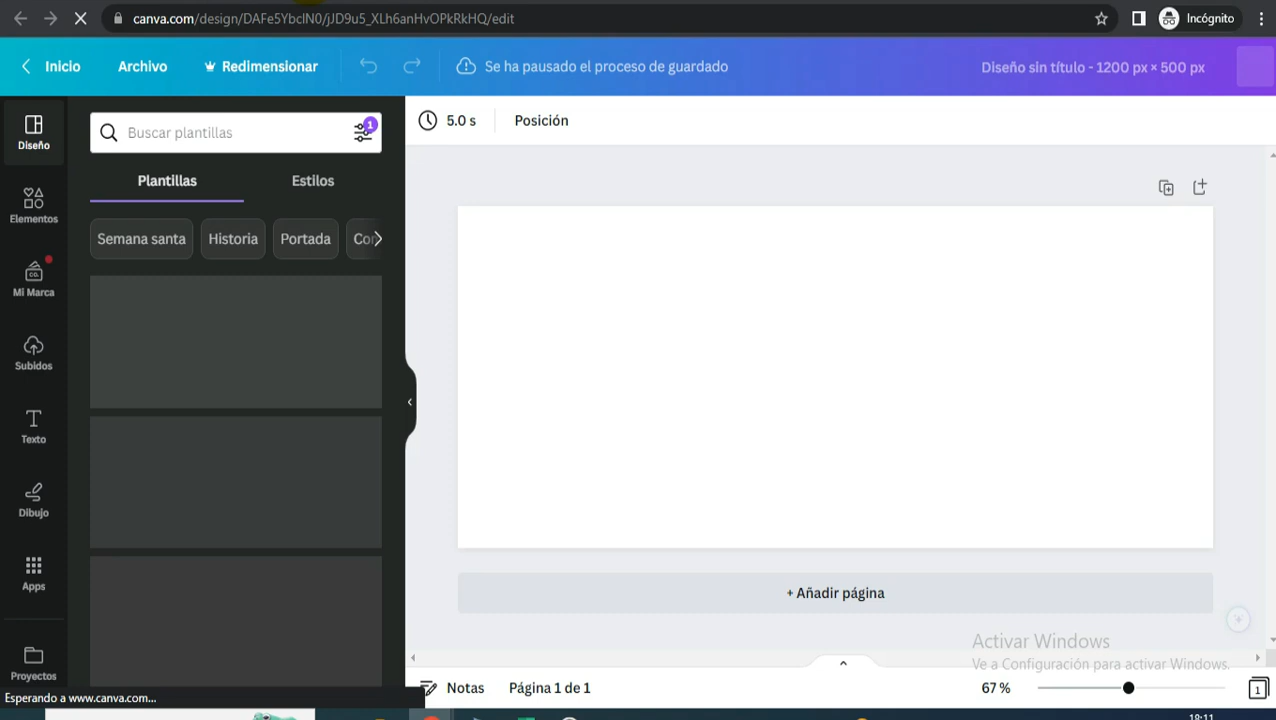 canva.com/design/DAFe5YbcIN0/jJD9u5_XLh6anHvOPkRkHQ/edit
Incógnito
Inicio
Archivo
Redimensionar
Se ha pausado el proceso de guardado
Diseño sin título - 1200 px × 500 px
Diseño
Buscar plantillas
1
5.0 s
Posición
Plantillas
Estilos
Elementos
Semana santa
Historia
Portada
CO.
Mi Marca
Subidos
Texto
Dibujo
Apps
+ Añadir página
Activar Windows
Ve a Configuración para activar Windows.
Proyectos
Esperando a www.canva.com...
Notas
Página 1 de 1
67 %
1
18:11